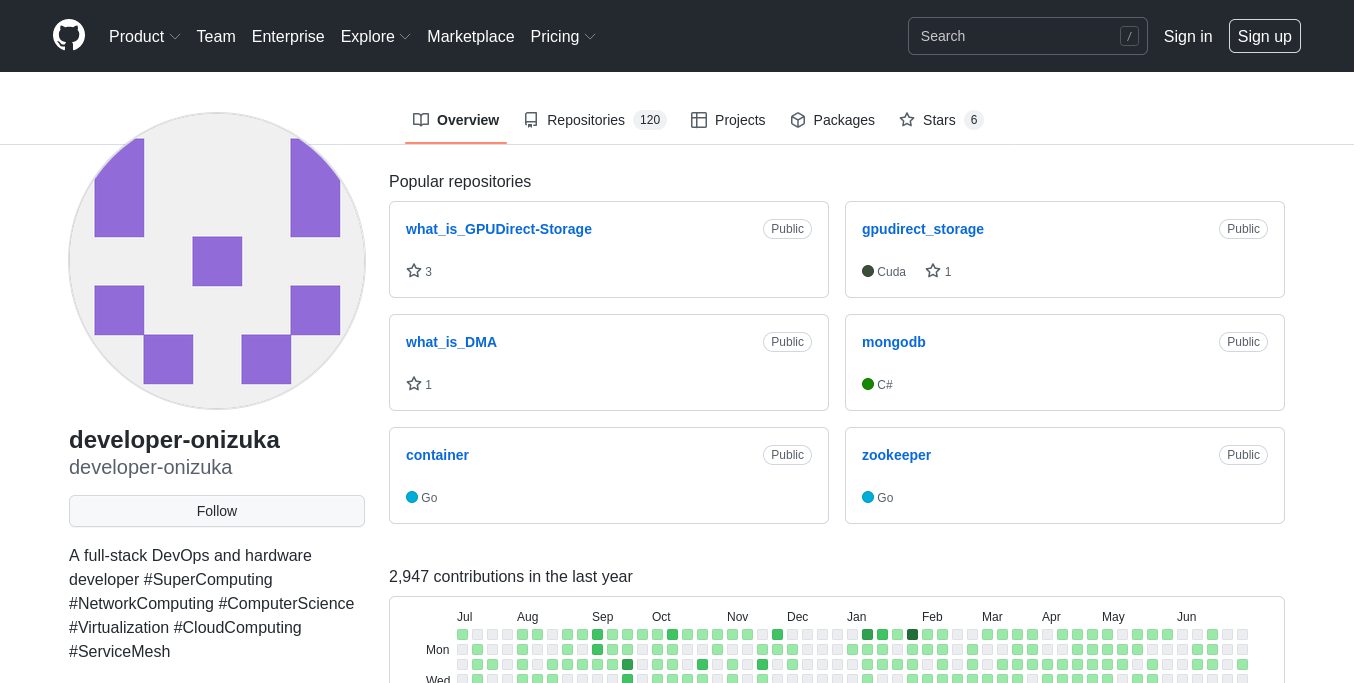 Product Team Enterprise Explore Marketplace Pricing Search / Sign in Sign up
Overview Repositories 120 Projects Packages Stars 6
developer-onizuka
developer-onizuka
Follow
A full-stack DevOps and hardware
developer #SuperComputing
#NetworkComputing #ComputerScience
#Virtualization #CloudComputing
#ServiceMesh
Popular repositories
what_is_GPUDirect-Storage Public
3
gpudirect_storage Public
Cuda 1
what_is_DMA Public
1
mongodb Public
C#
container Public
Go
zookeeper Public
Go
2,947 contributions in the last year
Jul Aug Sep Oct Nov Dec Jan Feb Mar Apr May Jun
Mon
Wed